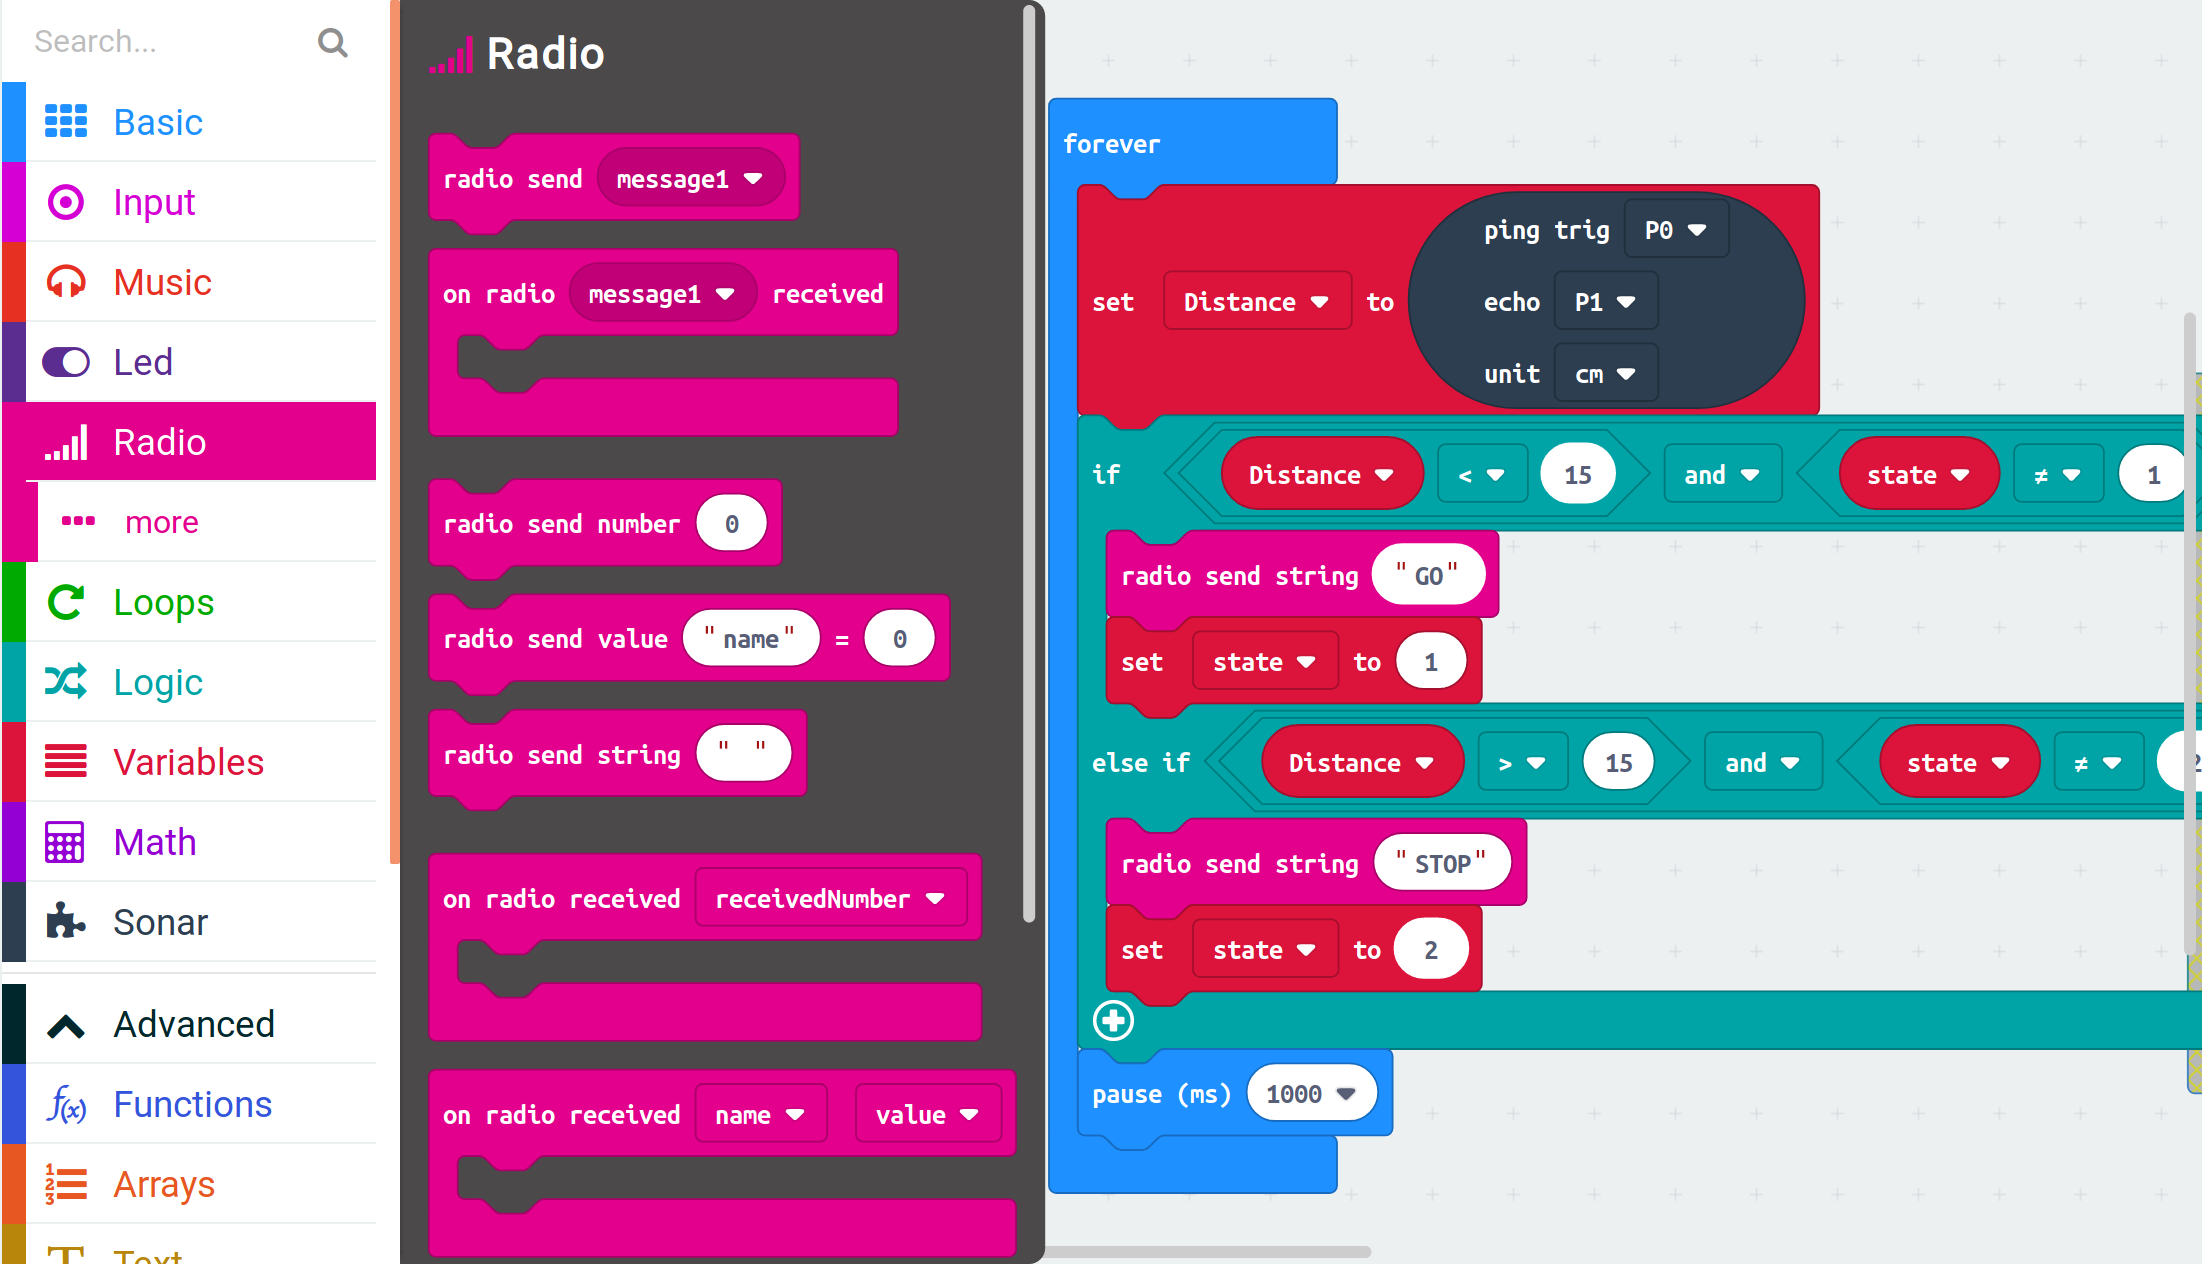 Search...
Basic
Input
Music
Led
Radio
more
Loops
Logic
Variables
Math
Sonar
Advanced
Functions
Arrays
Text
Radio
radio send message1
on radio message1 received
radio send number 0
radio send value "name" = 0
radio send string " "
on radio received receivedNumber
on radio received name value
forever
set Distance to ping trig P0
echo P1
unit cm
if Distance < 15 and state ≠ 1
radio send string "GO"
set state to 1
else if Distance > 15 and state ≠ 2
radio send string "STOP"
set state to 2
pause (ms) 1000